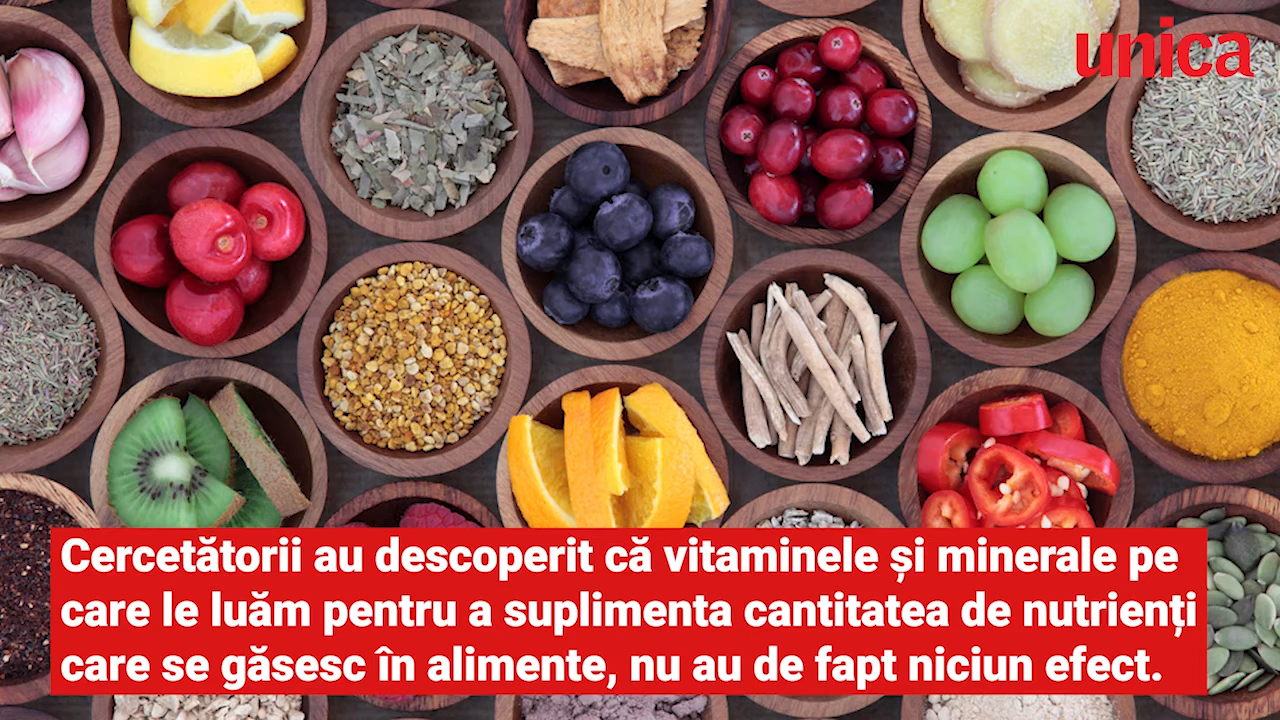 unica
Cercetătorii au descoperit că vitaminele și minerale pe
care le luăm pentru a suplimenta cantitatea de nutrienți
care se găsesc în alimente, nu au de fapt niciun efect.